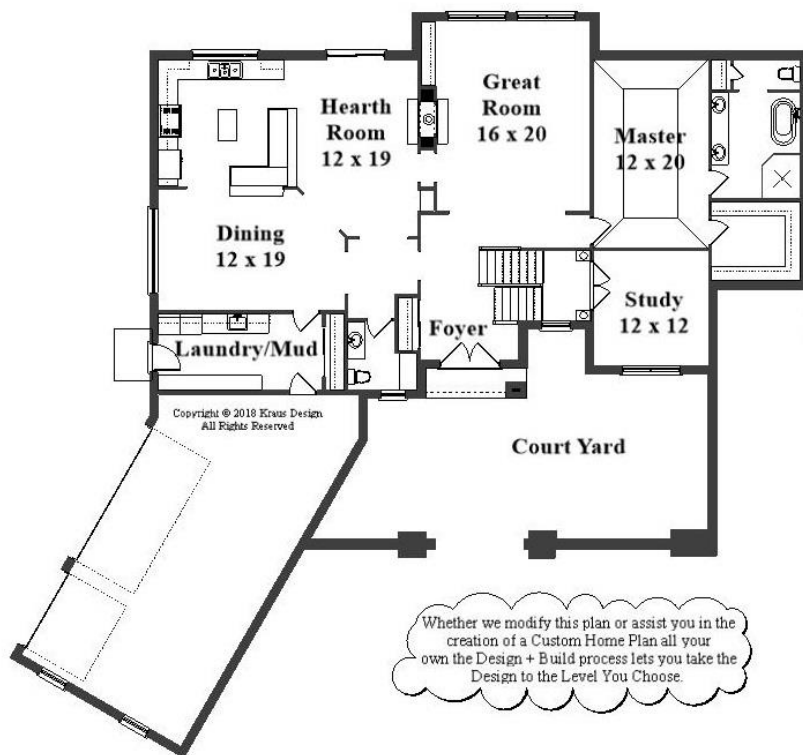 Great
Room
16 x 20
Hearth
Room
12 x 19
Master
12 x 20
Dining
12 x 19
Study
12 x 12
Foyer
Laundry/Mud
Copyright © 2018 Kraus Design
All Rights Reserved
Court Yard
Whether we modify this plan or assist you in the
creation of a Custom Home Plan all your
own the Design + Build process lets you take the
Design to the Level You Choose.